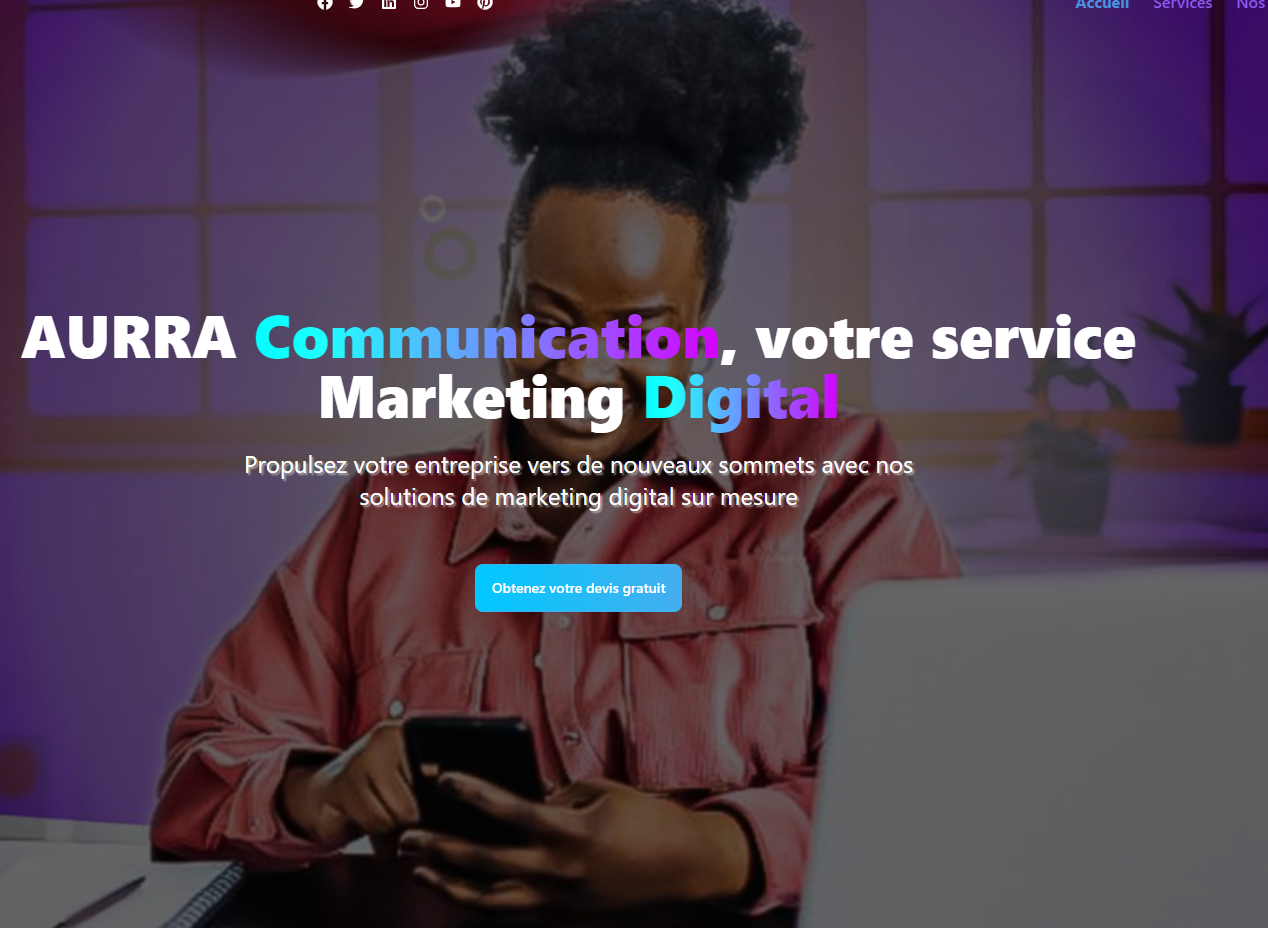 Accueil Services Nos
AURRA Communication, votre service
Marketing Digital
Propulsez votre entreprise vers de nouveaux sommets avec nos
solutions de marketing digital sur mesure
Obtenez votre devis gratuit